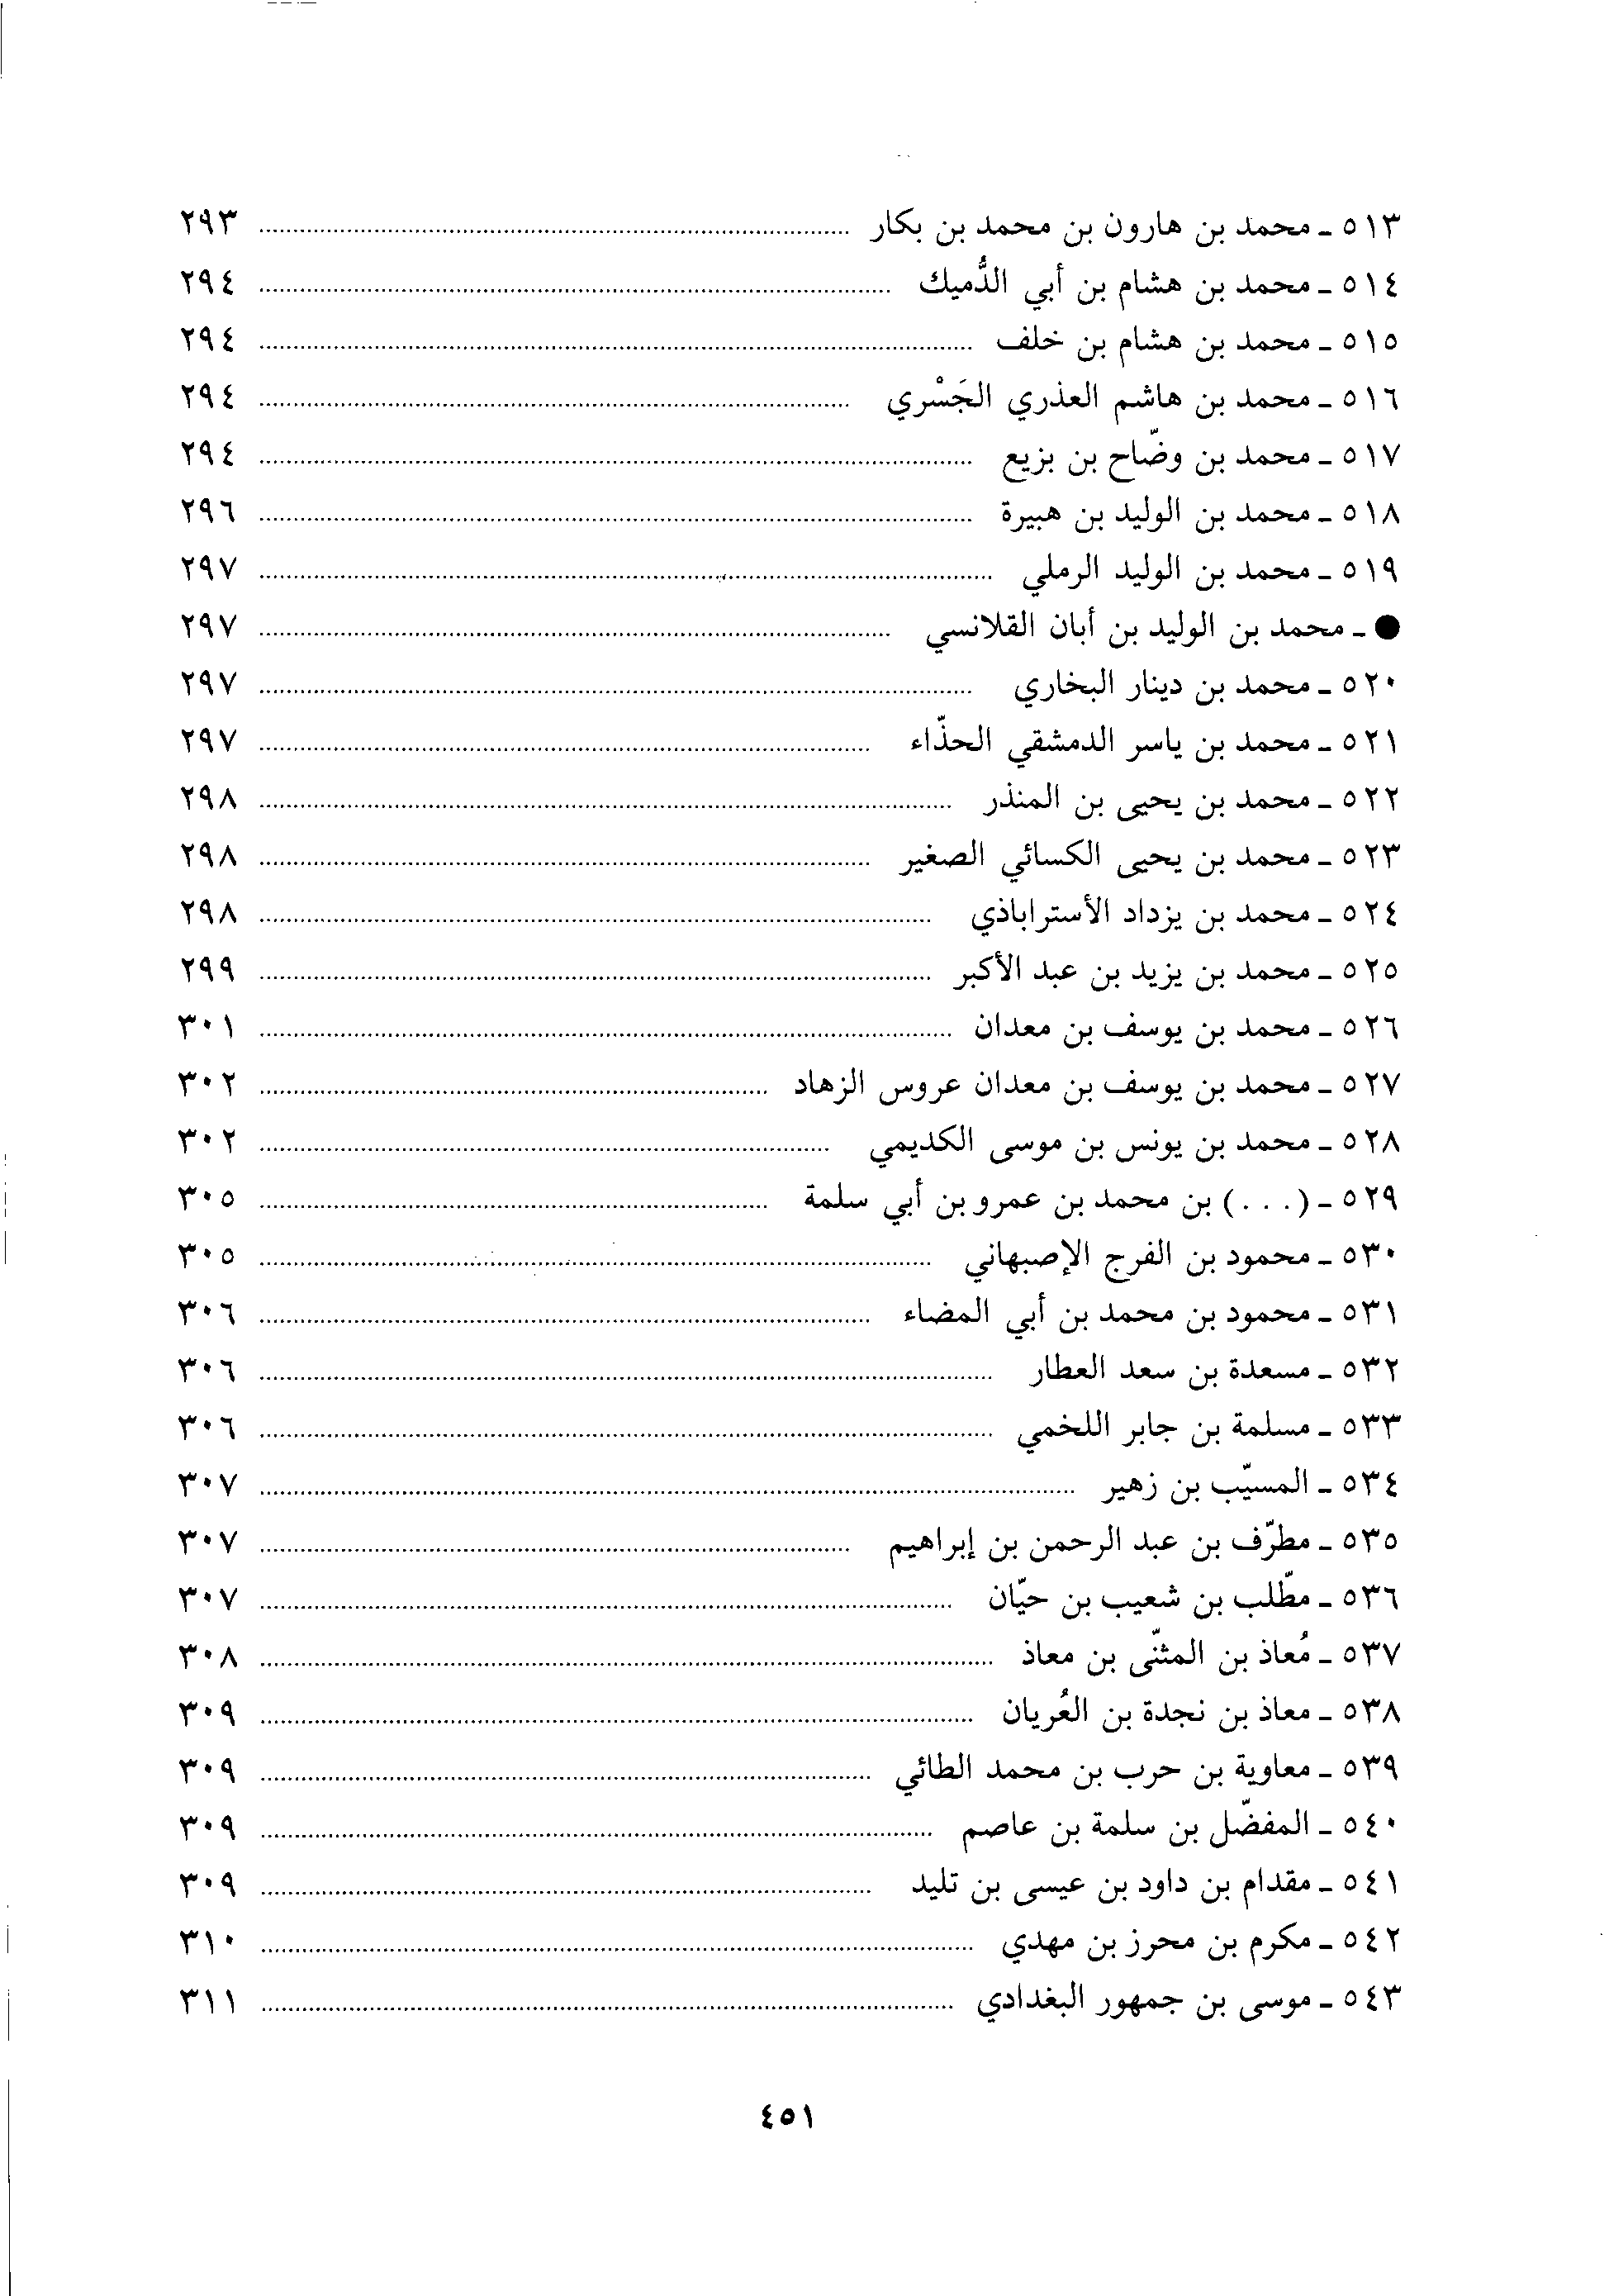 ٥١٣ - محمد بن هارون بن محمد بن بكار ........ ٢٩٣
٥١٤ - محمد بن هشام بن أبي الدُّميك ........ ٢٩٤
٥١٥ - محمد بن هشام بن خلف ........ ٢٩٤
٥١٦ - محمد بن هاشم العذري الجَسْري ........ ٢٩٤
٥١٧ - محمد بن وضّاح بن بزيع ........ ٢٩٤
٥١٨ - محمد بن الوليد بن هبيرة ........ ٢٩٦
٥١٩ - محمد بن الوليد الرملي ........ ٢٩٧
● - محمد بن الوليد بن أبان القلانسي ........ ٢٩٧
٥٢٠ - محمد بن دينار البخاري ........ ٢٩٧
٥٢١ - محمد بن ياسر الدمشقي الحذّاء ........ ٢٩٧
٥٢٢ - محمد بن يحيى بن المنذر ........ ٢٩٨
٥٢٣ - محمد بن يحيى الكسائي الصغير ........ ٢٩٨
٥٢٤ - محمد بن يزداد الأستراباذي ........ ٢٩٨
٥٢٥ - محمد بن يزيد بن عبد الأكبر ........ ٢٩٩
٥٢٦ - محمد بن يوسف بن معدان ........ ٣٠١
٥٢٧ - محمد بن يوسف بن معدان عروس الزهاد ........ ٣٠٢
٥٢٨ - محمد بن يونس بن موسى الكديمي ........ ٣٠٢
٥٢٩ - (. . .) بن محمد بن عمرو بن أبي سلمة ........ ٣٠٥
٥٣٠ - محمود بن الفرج الإصبهاني ........ ٣٠٥
٥٣١ - محمود بن محمد بن أبي المضاء ........ ٣٠٦
٥٣٢ - مسعدة بن سعد العطار ........ ٣٠٦
٥٣٣ - مسلمة بن جابر اللخمي ........ ٣٠٦
٥٣٤ - المسيّب بن زهير ........ ٣٠٧
٥٣٥ - مطرّف بن عبد الرحمن بن إبراهيم ........ ٣٠٧
٥٣٦ - مطّلب بن شعيب بن حيّان ........ ٣٠٧
٥٣٧ - مُعاذ بن المثنّى بن معاذ ........ ٣٠٨
٥٣٨ - معاذ بن نجدة بن العُريان ........ ٣٠٩
٥٣٩ - معاوية بن حرب بن محمد الطائي ........ ٣٠٩
٥٤٠ - المفضّل بن سلمة بن عاصم ........ ٣٠٩
٥٤١ - مقدام بن داود بن عيسى بن تليد ........ ٣٠٩
٥٤٢ - مكرم بن محرز بن مهدي ........ ٣١٠
٥٤٣ - موسى بن جمهور البغدادي ........ ٣١١
٤٥١